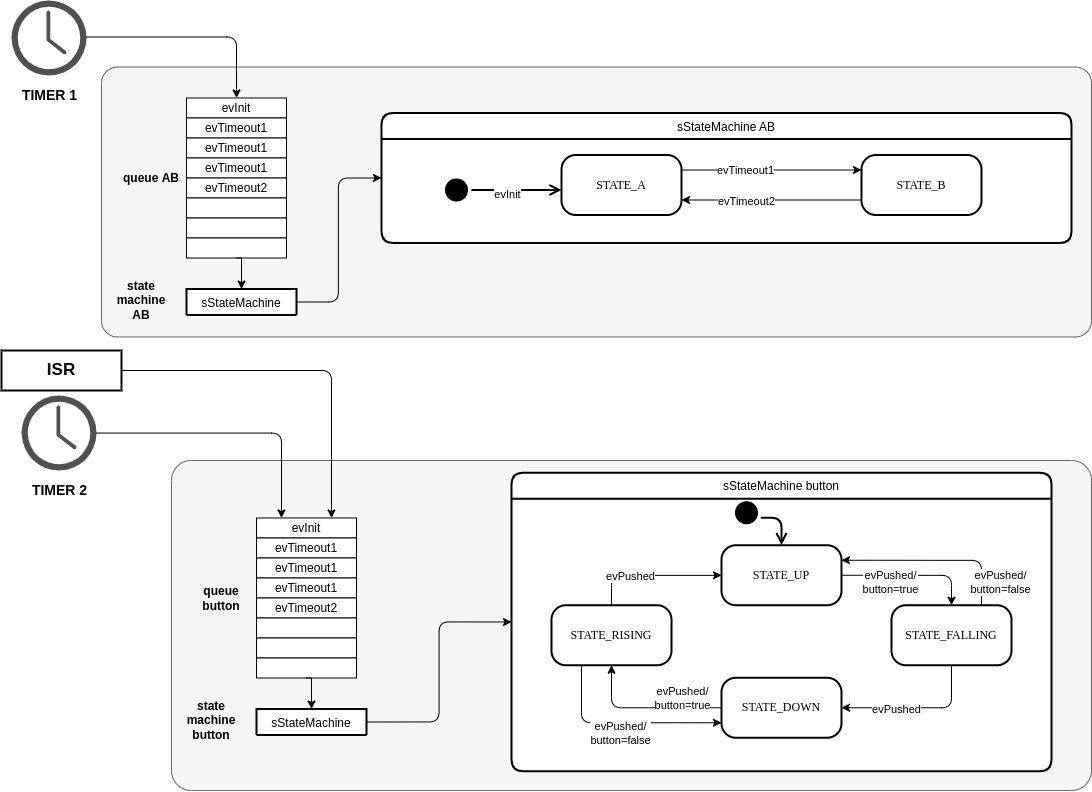 TIMER 1
evInit
evTimeout1
evTimeout1
evTimeout1
evTimeout2
queue AB
state
machine
AB
sStateMachine
sStateMachine AB
evInit
STATE_A
evTimeout1
evTimeout2
STATE_B
ISR
TIMER 2
evInit
evTimeout1
evTimeout1
evTimeout1
evTimeout2
queue
button
state
machine
button
sStateMachine
sStateMachine button
STATE_UP
evPushed
evPushed/
button=true
evPushed/
button=false
STATE_RISING
STATE_FALLING
evPushed/
button=true
STATE_DOWN
evPushed
evPushed/
button=false